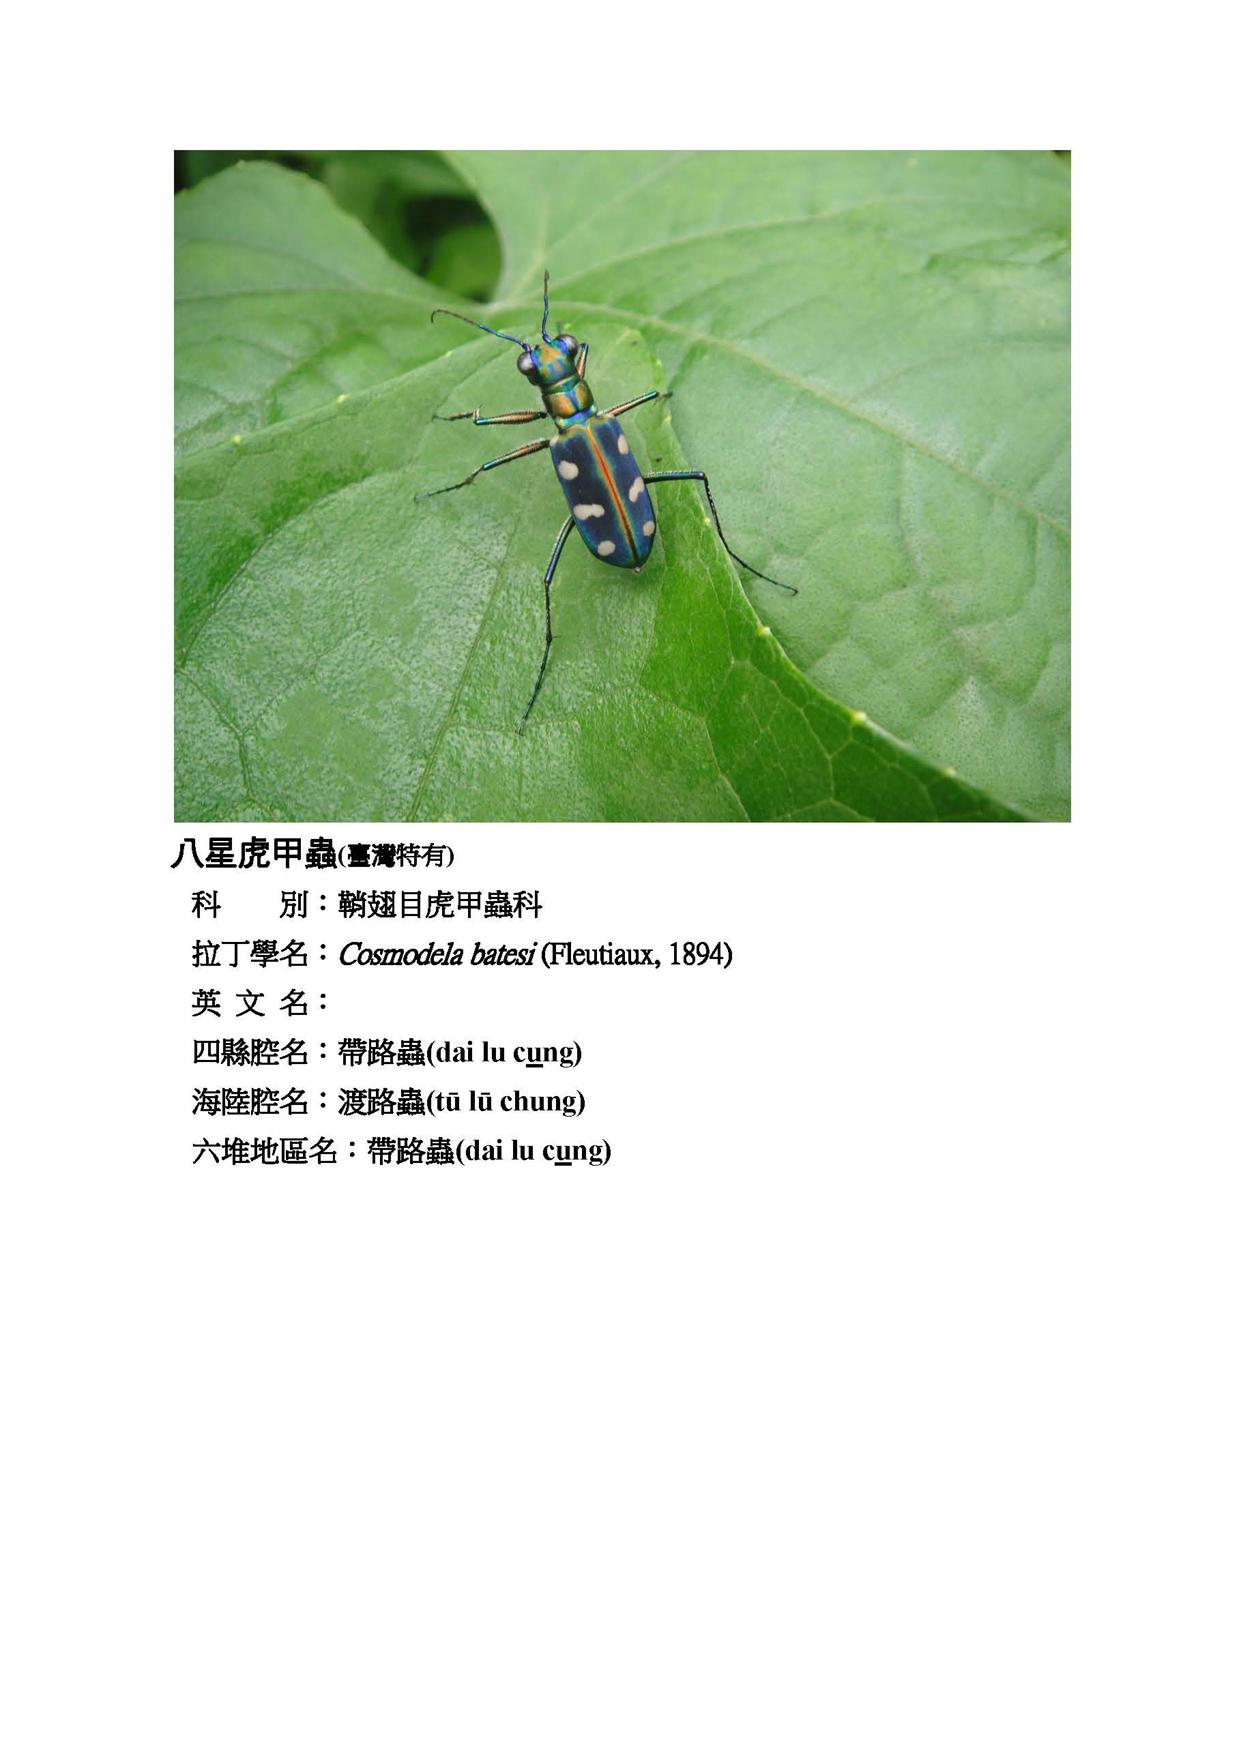 八星虎甲蟲(臺灣特有)
科　　別：鞘翅目虎甲蟲科
拉丁學名：Cosmodela batesi (Fleutiaux, 1894)
英 文 名：
四縣腔名：帶路蟲(dai lu cung)
海陸腔名：渡路蟲(tū lū chung)
六堆地區名：帶路蟲(dai lu cung)